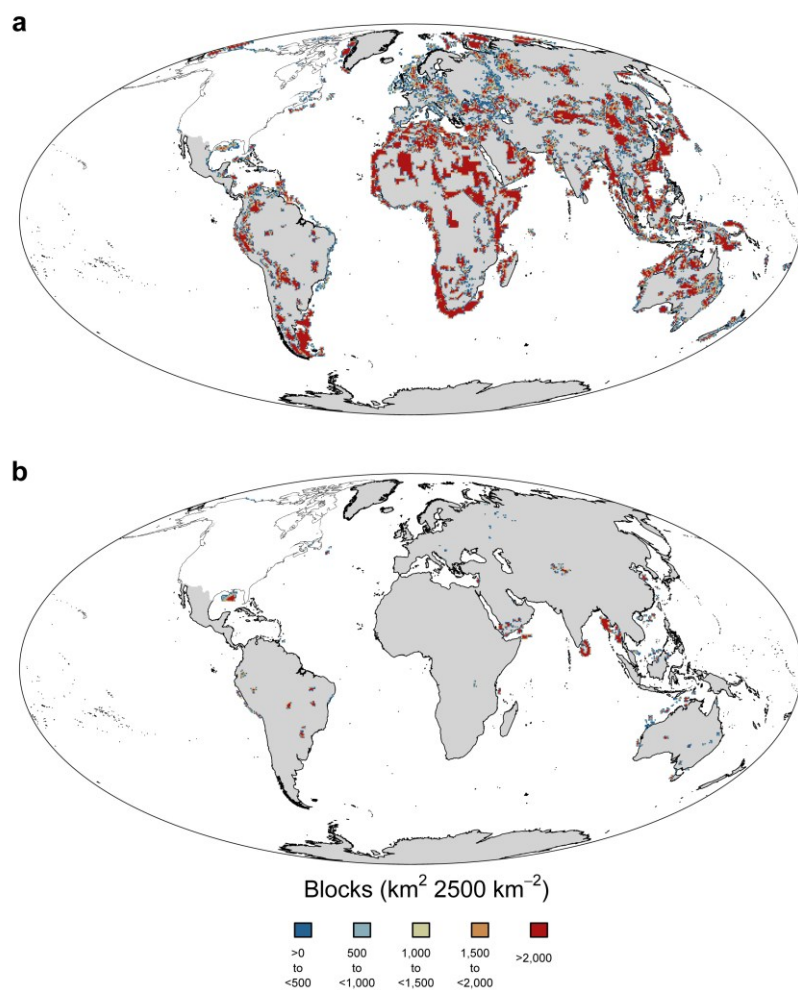 a
b
Blocks (km² 2500 km⁻²)
>0 500 1,000 1,500 >2,000
to to to to
<500 <1,000 <1,500 <2,000